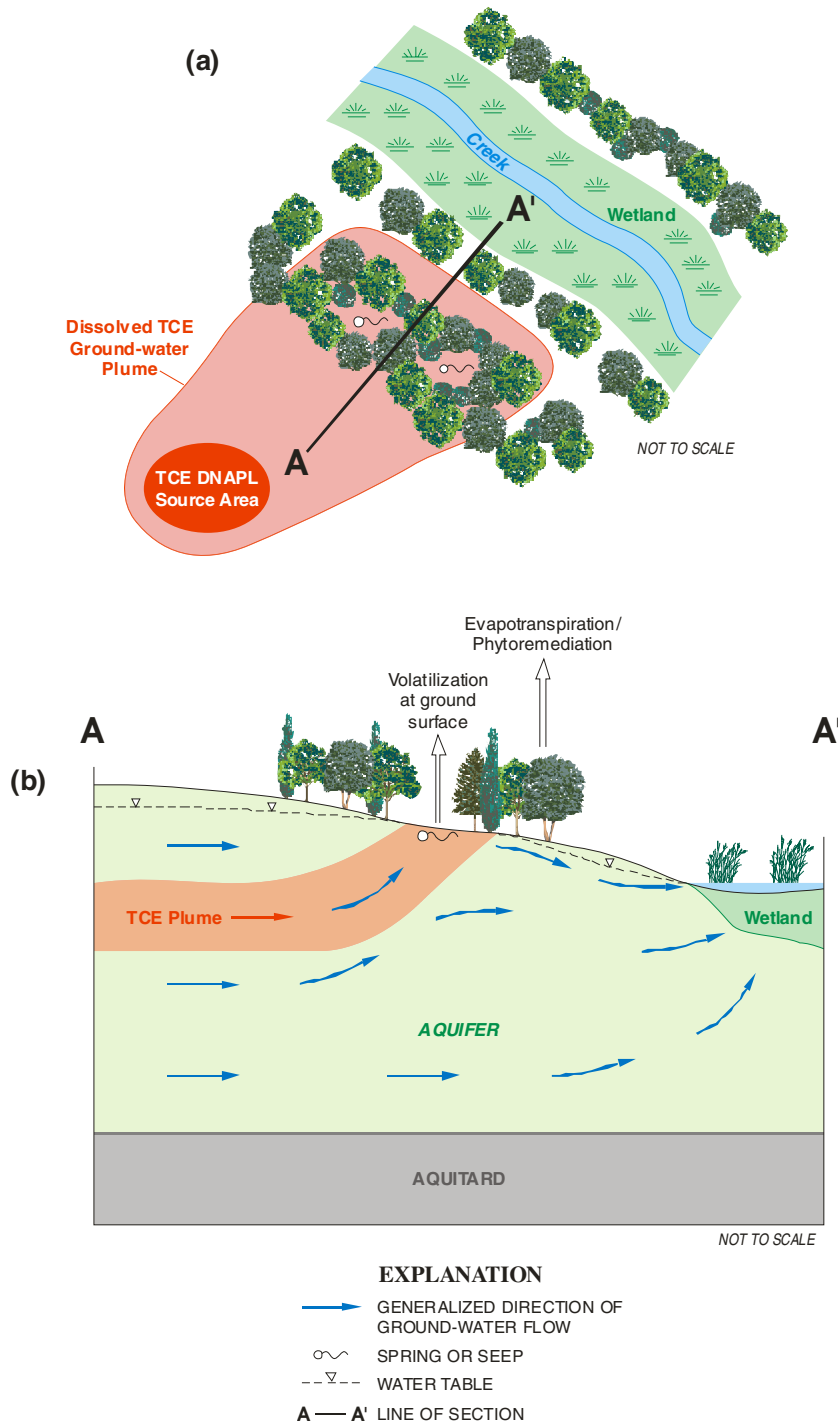 (a)
Creek
A'
Wetland
Dissolved TCE
Ground-water
Plume
A
TCE DNAPL
Source Area
NOT TO SCALE
Evapotranspiration/
Phytoremediation
Volatilization
at ground
surface
A
A'
(b)
TCE Plume
Wetland
AQUIFER
AQUITARD
NOT TO SCALE
EXPLANATION
GENERALIZED DIRECTION OF
GROUND-WATER FLOW
SPRING OR SEEP
WATER TABLE
A A' LINE OF SECTION